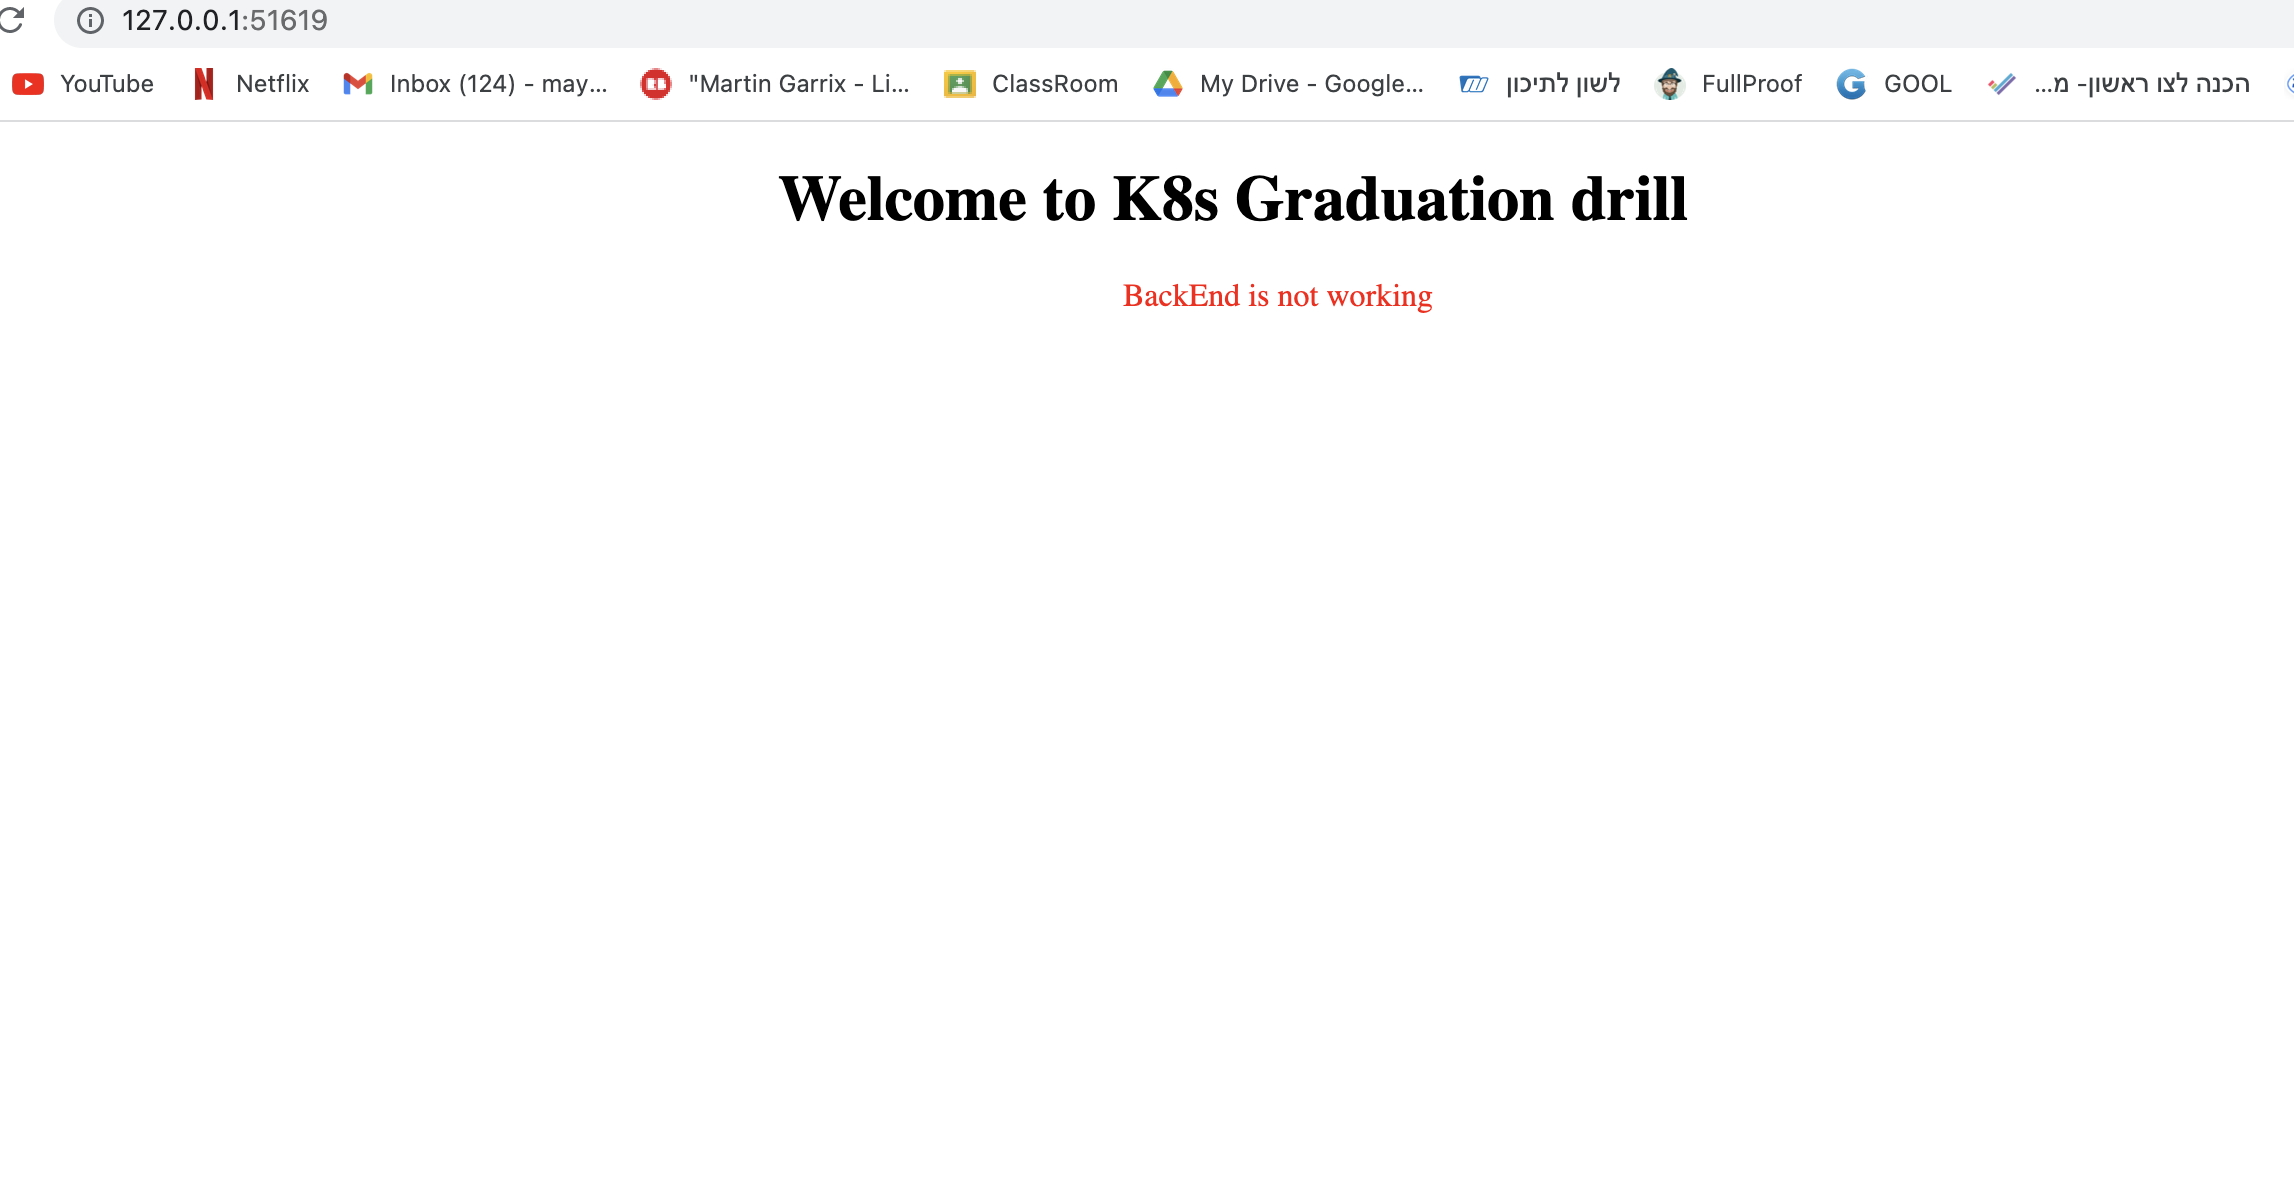 127.0.0.1:51619
YouTube Netflix Inbox (124) - may... "Martin Garrix - Li... ClassRoom My Drive - Google... לשון לתיכון FullProof GOOL הכנה לצו ראשון- מ...
Welcome to K8s Graduation drill
BackEnd is not working